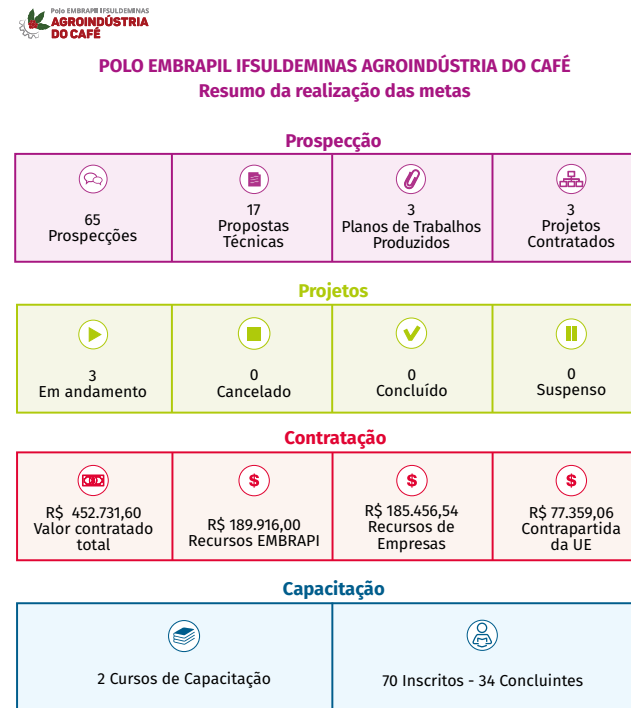 Polo EMBRAPII IFSULDEMINAS
AGROINDÚSTRIA
DO CAFÉ
POLO EMBRAPIL IFSULDEMINAS AGROINDÚSTRIA DO CAFÉ
Resumo da realização das metas
Prospecção
65
Prospecções
17
Propostas
Técnicas
3
Planos de Trabalhos
Produzidos
3
Projetos
Contratados
Projetos
3
Em andamento
0
Cancelado
0
Concluído
0
Suspenso
Contratação
R$ 452.731,60
Valor contratado
total
R$ 189.916,00
Recursos EMBRAPI
R$ 185.456,54
Recursos de
Empresas
R$ 77.359,06
Contrapartida
da UE
Capacitação
2 Cursos de Capacitação
70 Inscritos - 34 Concluintes